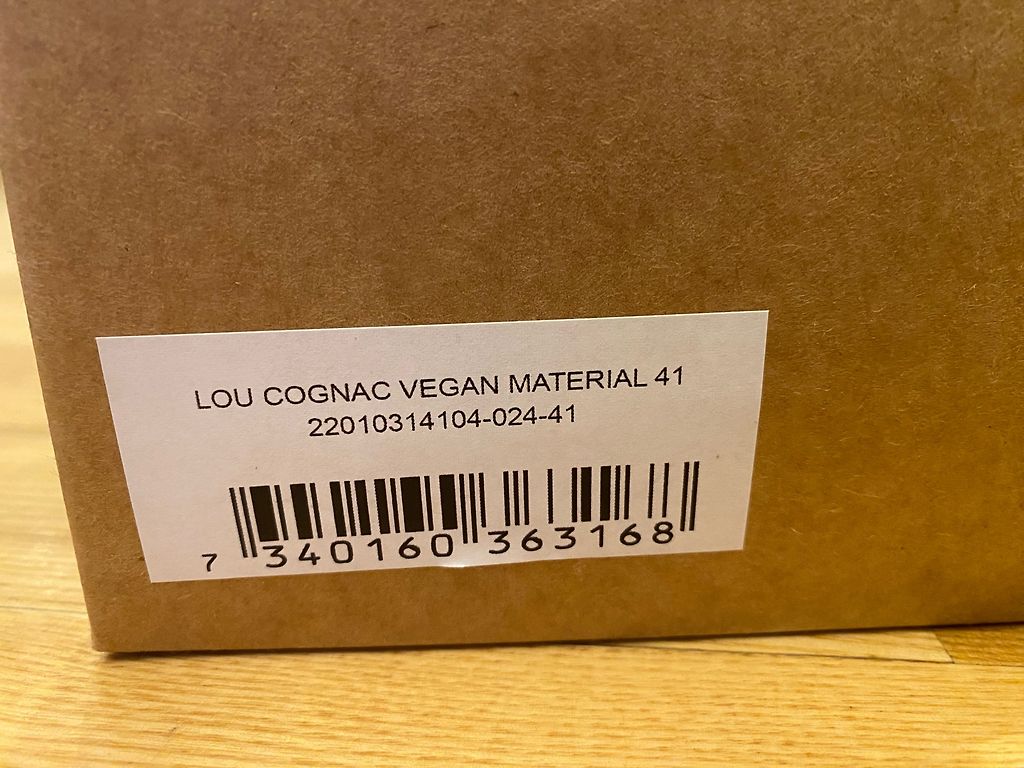 LOU COGNAC VEGAN MATERIAL 41
22010314104-024-41
7 340160 363168